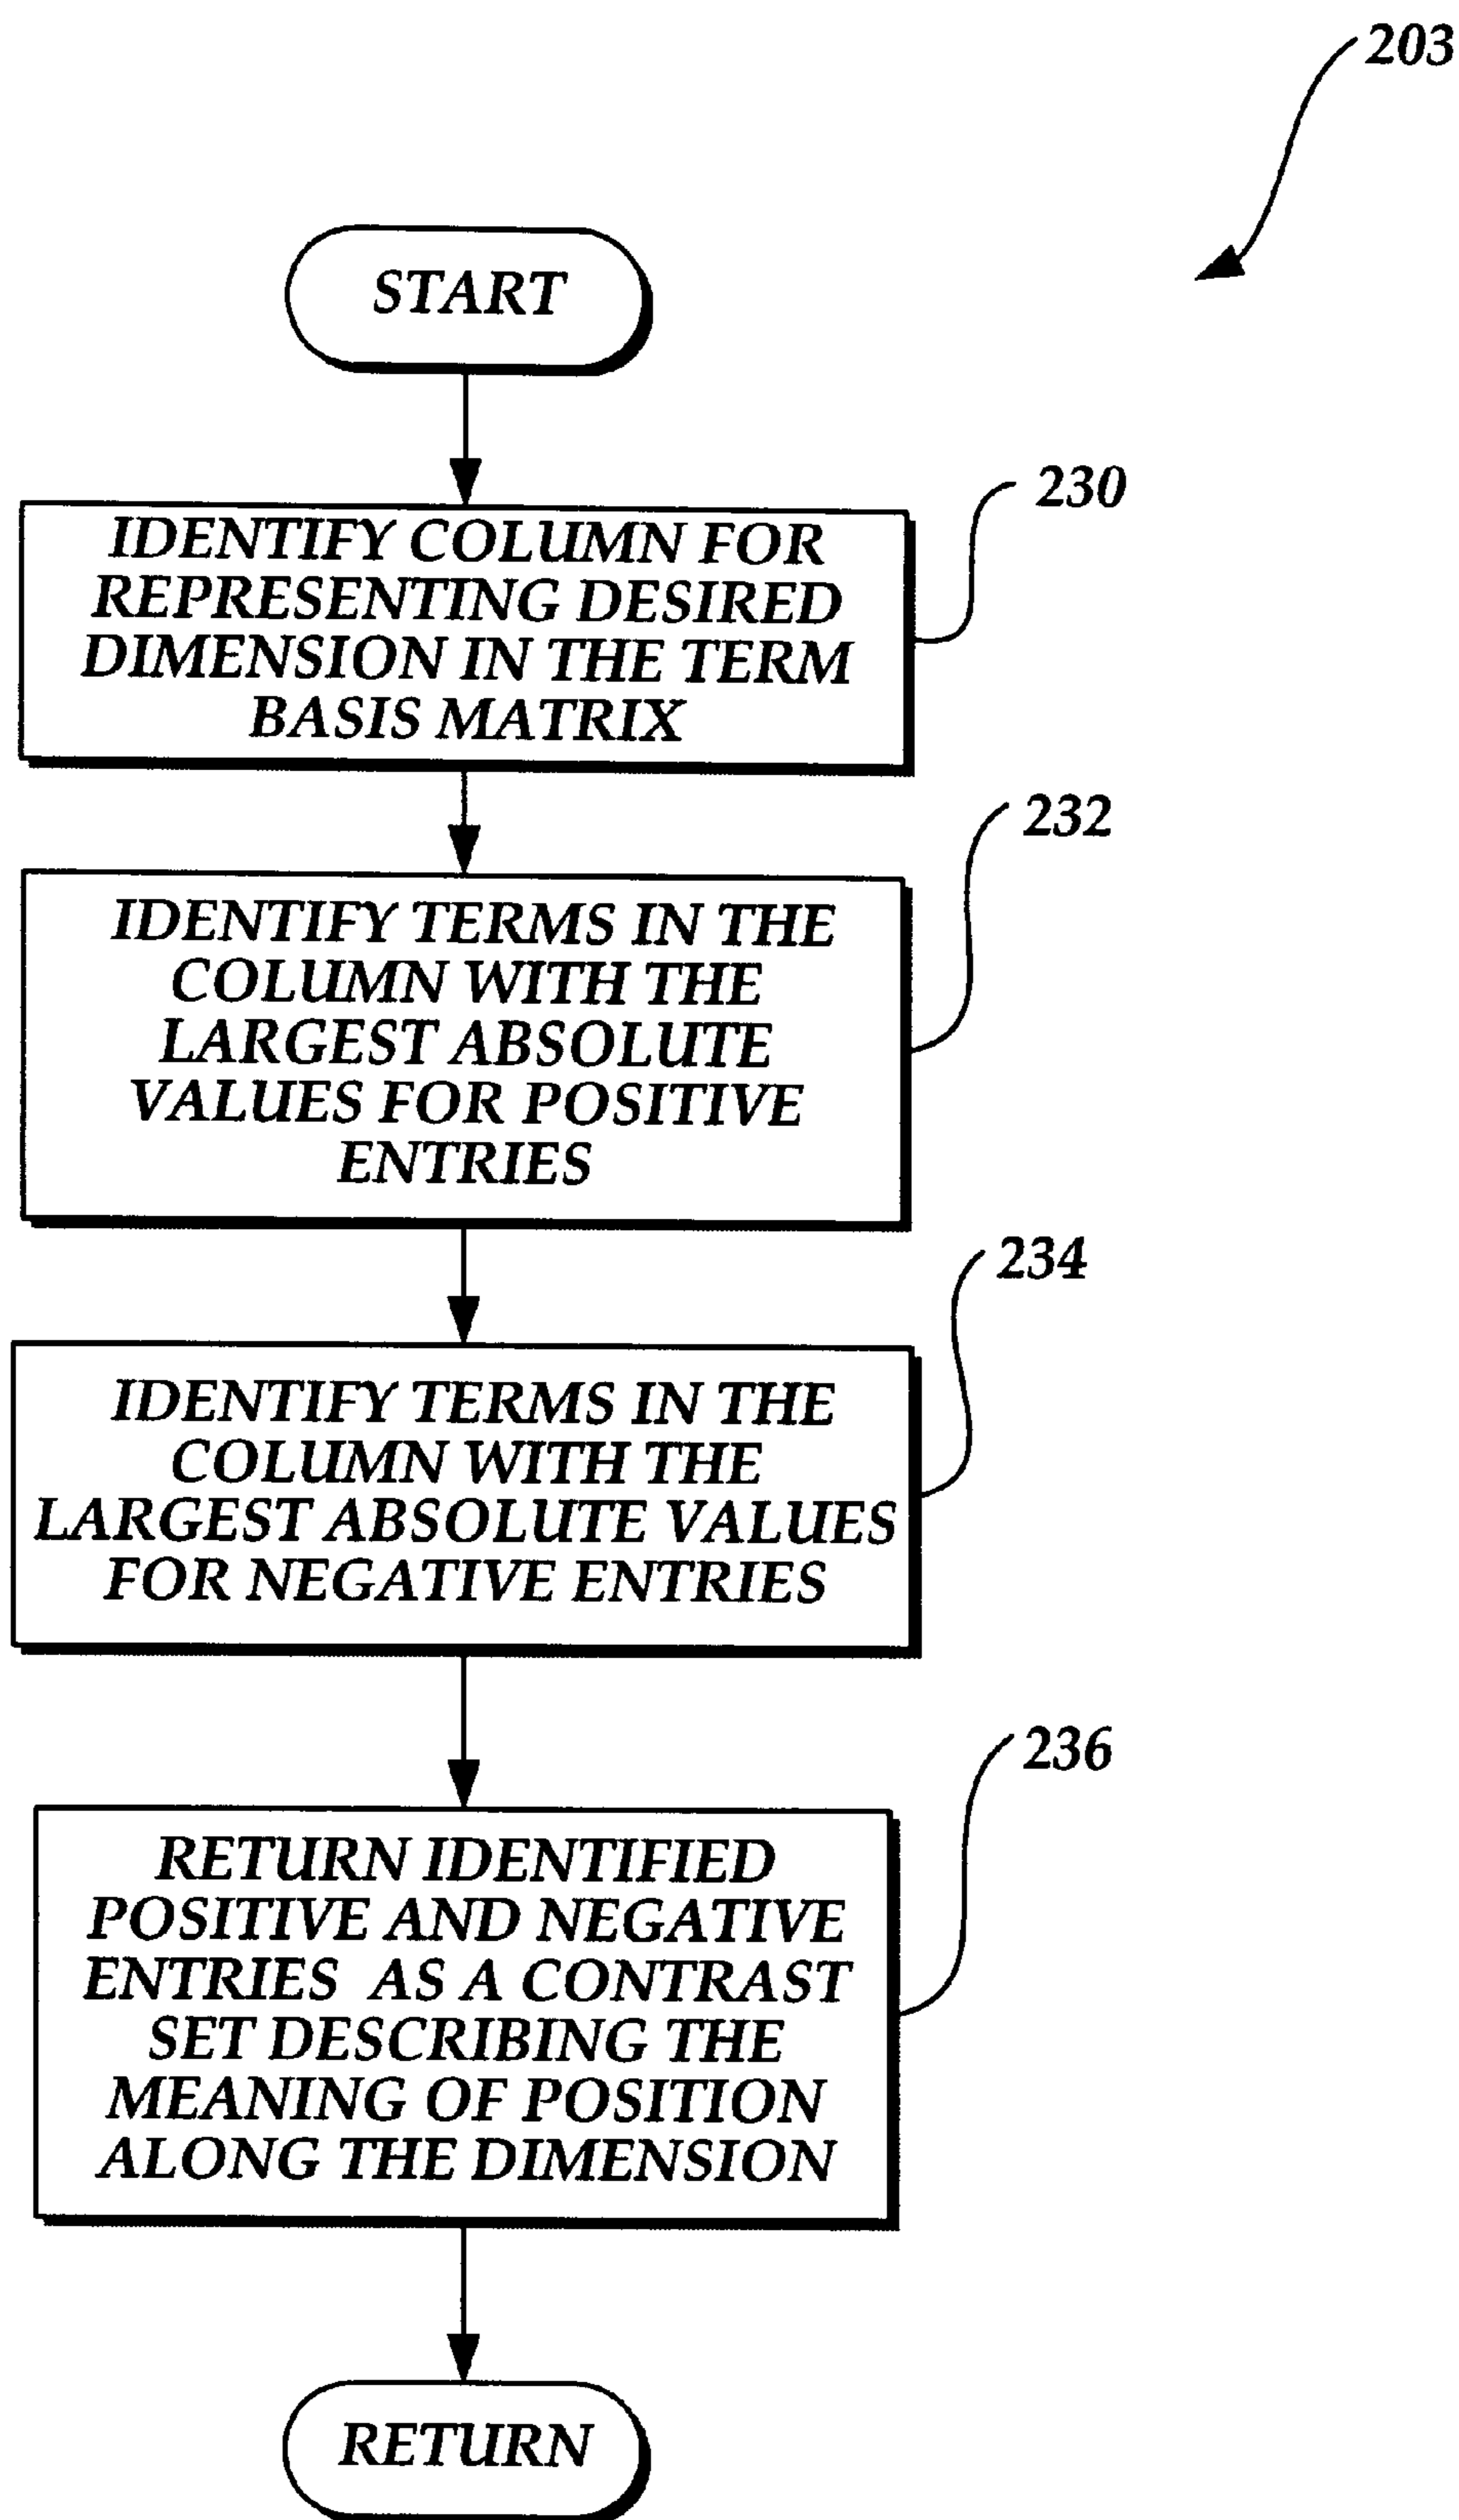 203
START
230
IDENTIFY COLUMN FOR
REPRESENTING DESIRED
DIMENSION IN THE TERM
BASIS MATRIX
232
IDENTIFY TERMS IN THE
COLUMN WITH THE
LARGEST ABSOLUTE
VALUES FOR POSITIVE
ENTRIES
234
IDENTIFY TERMS IN THE
COLUMN WITH THE
LARGEST ABSOLUTE VALUES
FOR NEGATIVE ENTRIES
236
RETURN IDENTIFIED
POSITIVE AND NEGATIVE
ENTRIES AS A CONTRAST
SET DESCRIBING THE
MEANING OF POSITION
ALONG THE DIMENSION
RETURN